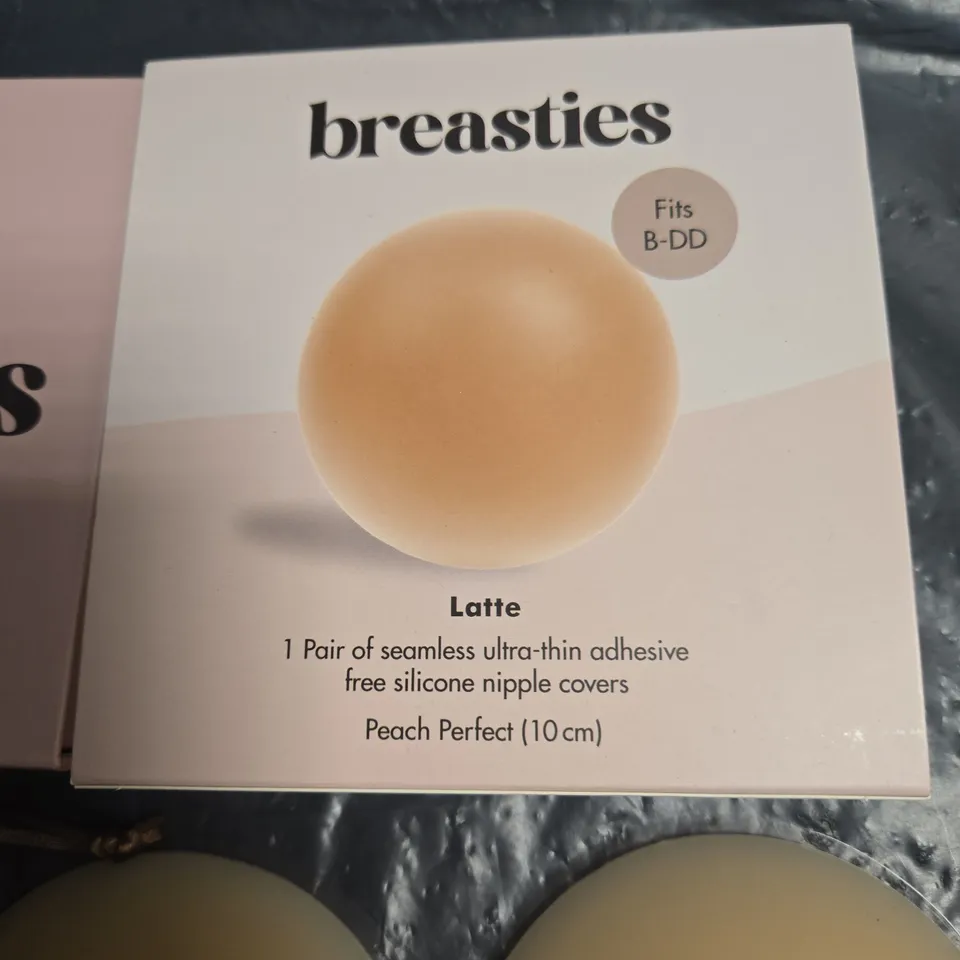 breasties
Fits
B-DD
s
Latte
1 Pair of seamless ultra-thin adhesive
free silicone nipple covers
Peach Perfect (10 cm)